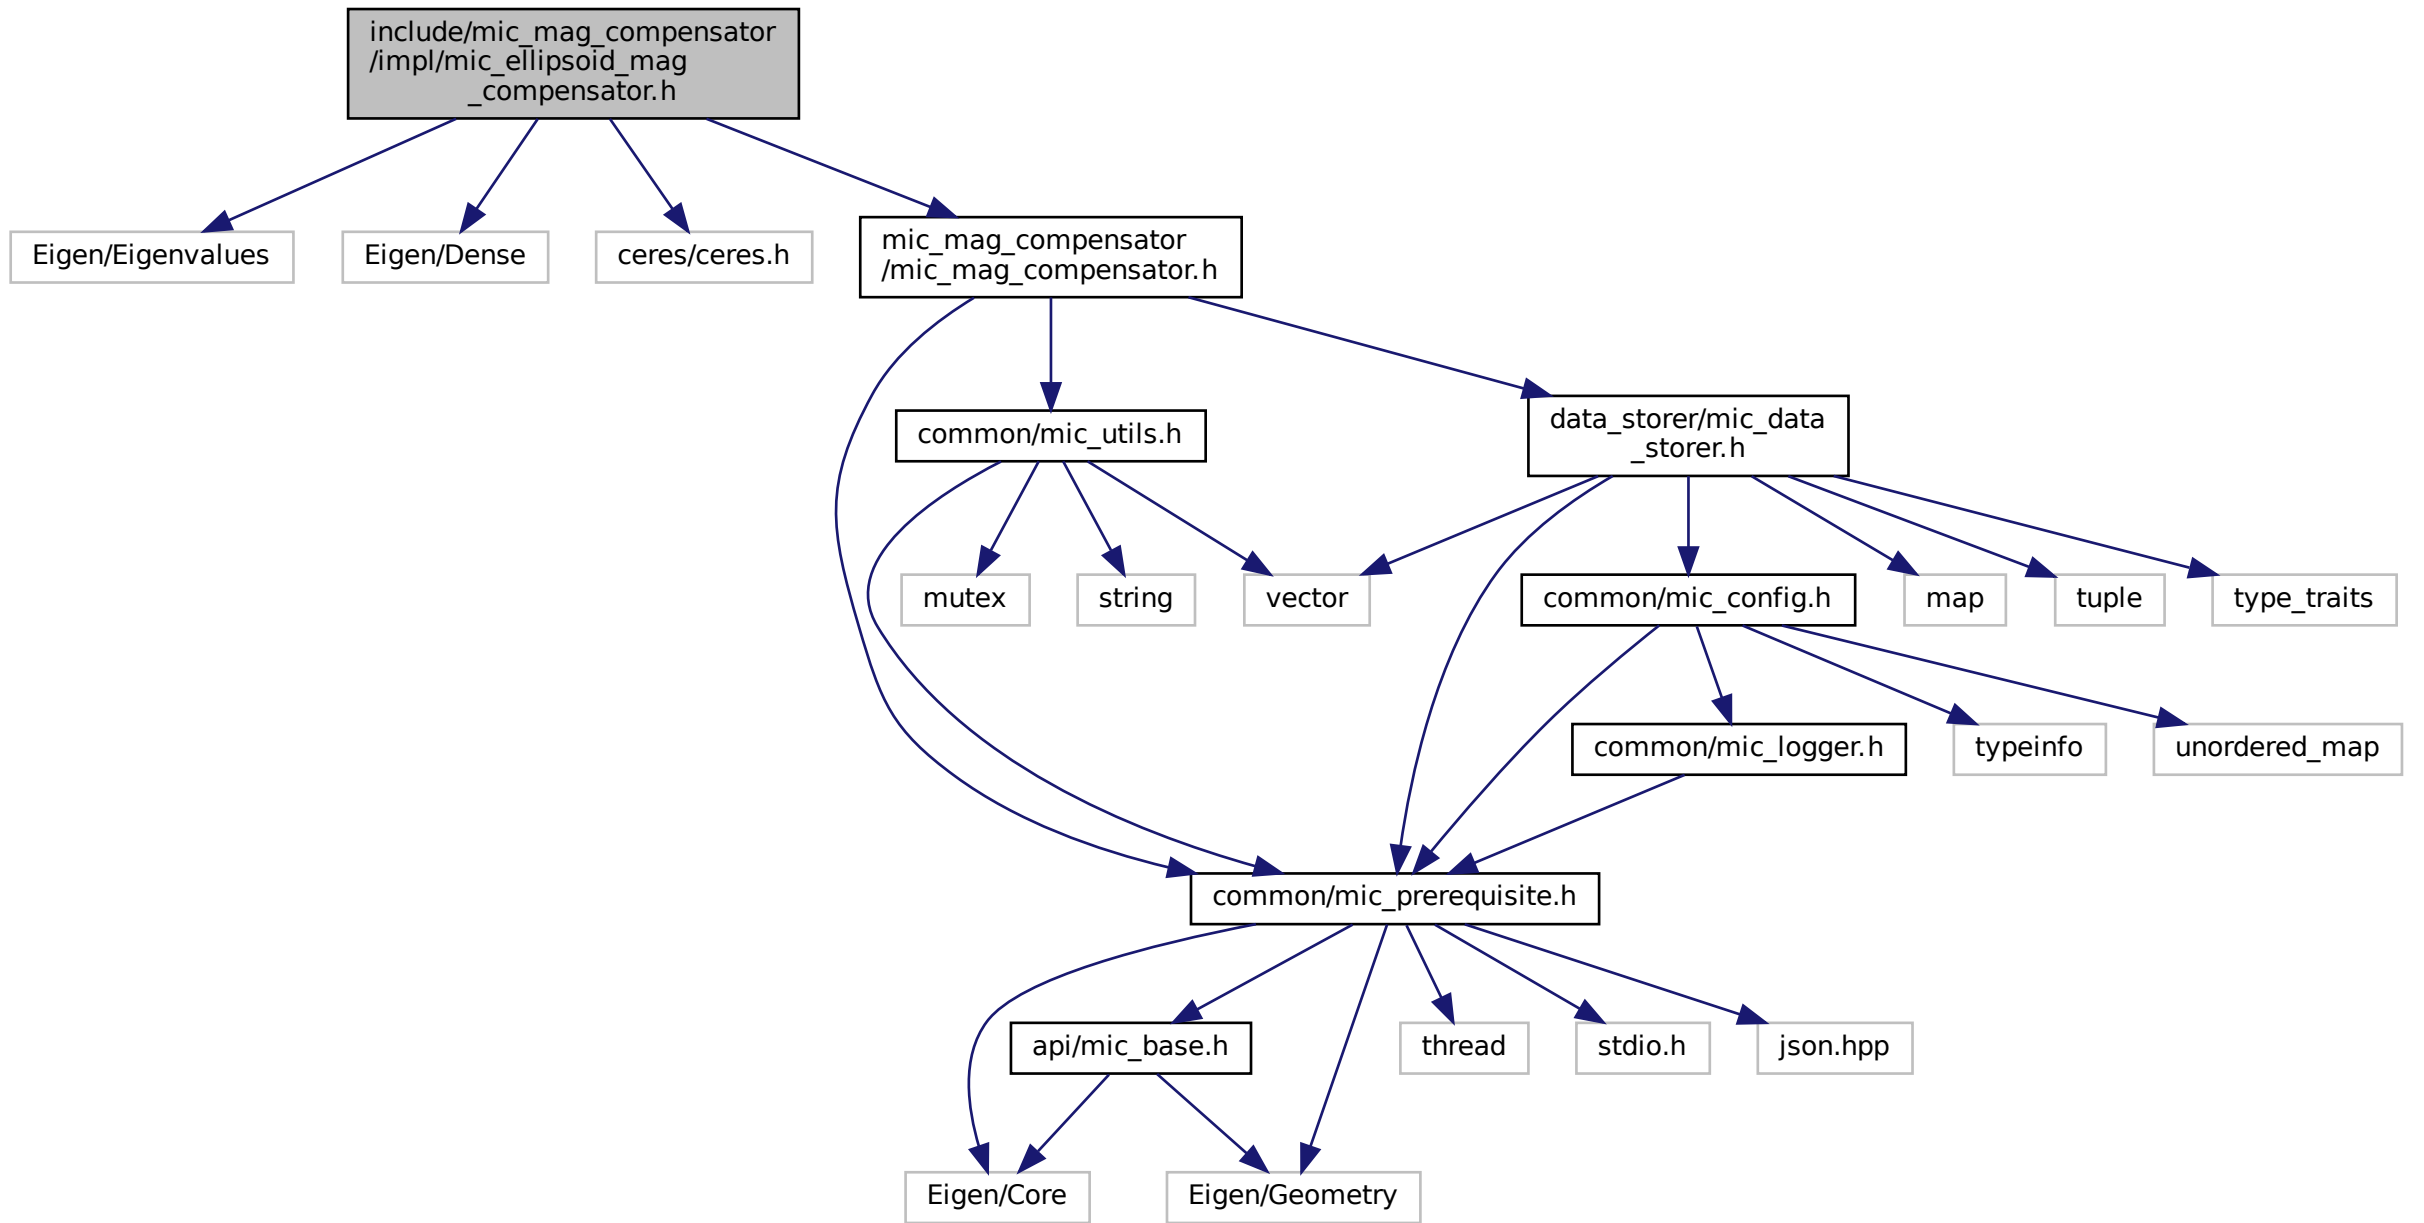 include/mic_mag_compensator
/impl/mic_ellipsoid_mag
_compensator.h
Eigen/Eigenvalues
Eigen/Dense
ceres/ceres.h
mic_mag_compensator
/mic_mag_compensator.h
common/mic_utils.h
data_storer/mic_data
_storer.h
mutex
string
vector
common/mic_config.h
map
tuple
type_traits
common/mic_logger.h
typeinfo
unordered_map
common/mic_prerequisite.h
api/mic_base.h
thread
stdio.h
json.hpp
Eigen/Core
Eigen/Geometry